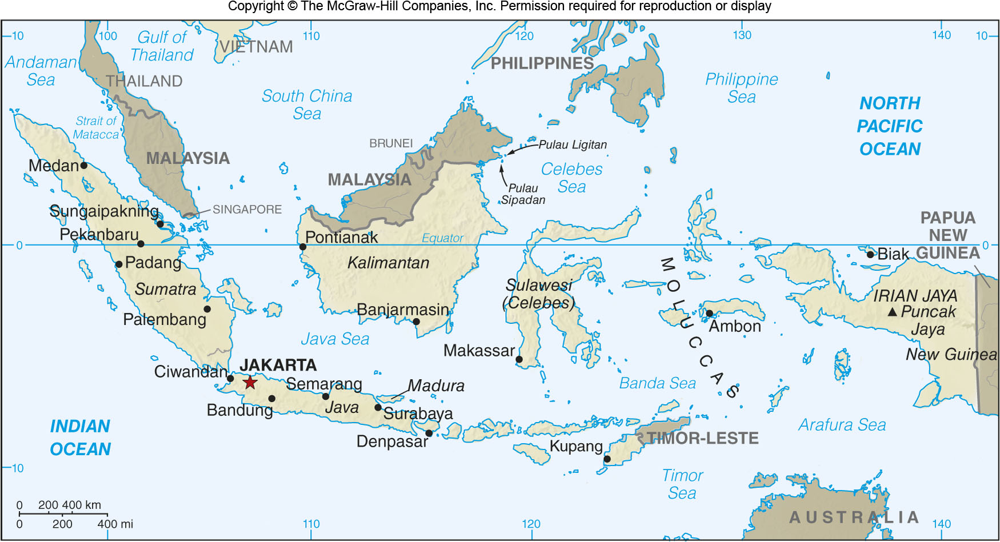 Copyright © The McGraw-Hill Companies, Inc. Permission required for reproduction or display
10
100
110
120
130
140
10
Gulf of
Thailand
VIETNAM
Andaman
Sea
THAILAND
PHILIPPINES
Philippine
Sea
South China
Sea
NORTH
PACIFIC
OCEAN
Strait of
Matacca
BRUNEI
Pulau Ligitan
MALAYSIA
Medan
Celebes
Sea
MALAYSIA
Pulau
Sipadan
SINGAPORE
Sungaipakning
PAPUA
NEW
GUINEA
Pekanbaru
Pontianak
Equator
0
0
Biak
Padang
Kalimantan
MOLUCCAS
Sumatra
Sulawesi
(Celebes)
IRIAN JAYA
Puncak
Jaya
Palembang
Banjarmasin
Ambon
Java Sea
Makassar
New Guinea
JAKARTA
Ciwandan
Semarang
Madura
Banda Sea
Bandung
Java
Surabaya
INDIAN
OCEAN
Arafura Sea
Denpasar
Kupang
TIMOR-LESTE
10
Timor
Sea
0
200 400 km
0
200
400 mi
AUSTRALIA
110
120
140